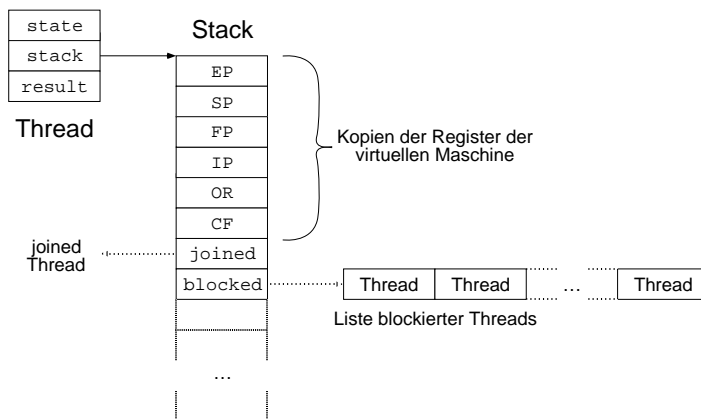 state
stack
result
Thread
Stack
EP
SP
FP
IP
OR
CF
joined
blocked
...
Kopien der Register der
virtuellen Maschine
joined
Thread
Thread
Thread
...
Thread
Liste blockierter Threads